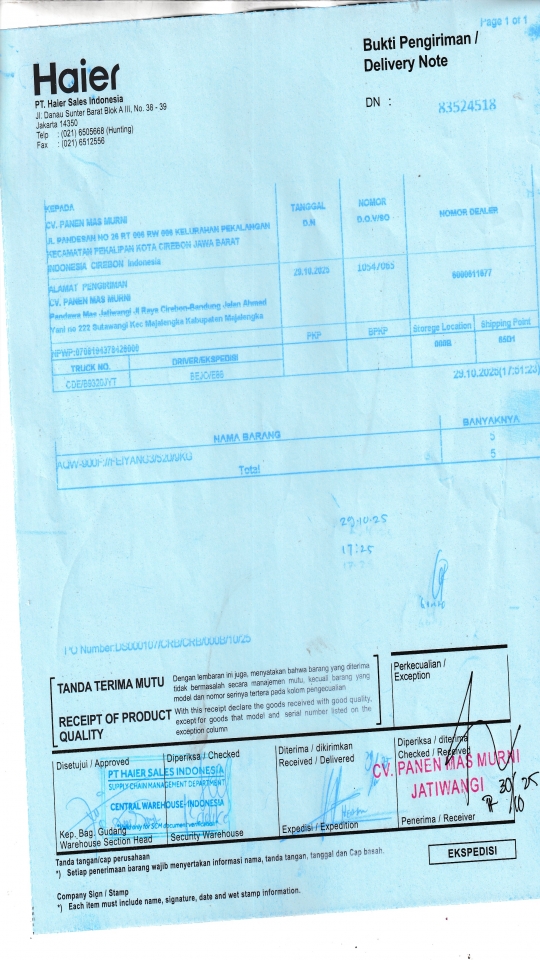 Page 1 of 1
Haier
Bukti Pengiriman /
Delivery Note
PT. Haier Sales Indonesia
Jl. Danau Sunter Barat Blok A III, No. 38 - 39
Jakarta 14350
Telp : (021) 6505668 (Hunting)
Fax : (021) 6512556
DN : 83524518
KEPADA
CV. PANEN MAS MURNI
KECAMATAN PEKALIPAN KOTA CIREBON JAWA BARAT
INDONESIA CIREBON Indonesia
TANGGAL
D.N
NOMOR
D.O.V/SO
NOMOR DEALER
29.10.2025
10547065
ALAMAT PENGIRIMAN
CV. PANEN MAS MURNI
PKP
BPKP
Storage Location
Shipping Point
TRUCK NO.
DRIVER/EKSPEDISI
29.10.2025(17:51:23)
NAMA BARANG
BANYAKNYA
5
Total
5
29-10-25
17:25
TANDA TERIMA MUTU
Dengan lembaran ini juga, menyatakan bahwa barang yang diterima
tidak bermasalah secara manajemen mutu, kecuali barang yang
model dan nomor serinya tertera pada kolom pengecualian
RECEIPT OF PRODUCT
QUALITY
With this receipt declare the goods received with good quality,
except for goods that model and serial number listed on the
exception column
Perkecualian /
Exception
Disetujui / Approved
Diperiksa / Checked
Diterima / dikirimkan
Received / Delivered
Diperiksa / diterima
Checked / Received
PT HAIER SALES INDONESIA
SUPPLY CHAIN MANAGEMENT DEPARTMENT
CENTRAL WAREHOUSE-INDONESIA
CV. PANEN MAS MURNI
JATIWANGI
30/10 25
Kep. Bag. Gudang
Warehouse Section Head
Security Warehouse
Expedisi / Expedition
Penerima / Receiver
Tanda tangan/cap perusahaan
*) Setiap penerimaan barang wajib menyertakan informasi nama, tanda tangan, tanggal dan Cap basah.
EKSPEDISI
Company Sign / Stamp
*) Each item must include name, signature, date and wet stamp information.